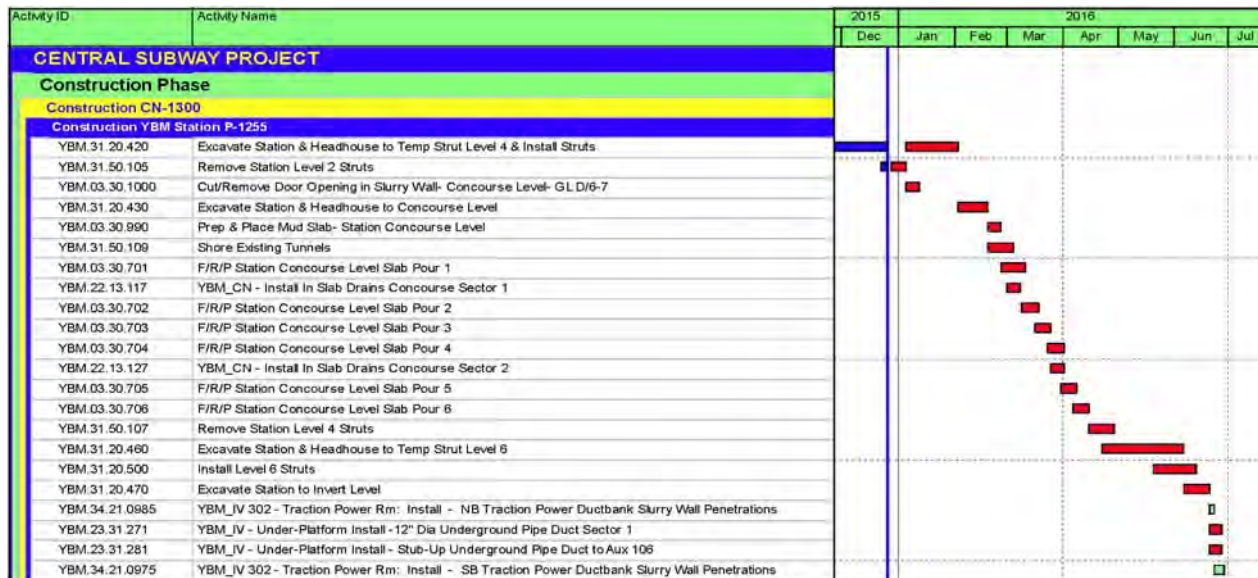 Activity ID Activity Name 2015 2016
Dec Jan Feb Mar Apr May Jun Jul
CENTRAL SUBWAY PROJECT
Construction Phase
Construction CN-1300
Construction YBM Station P-1255
YBM.31.20.420 Excavate Station & Headhouse to Temp Strut Level 4 & Install Struts
YBM.31.50.105 Remove Station Level 2 Struts
YBM.03.30.1000 Cut/Remove Door Opening in Slurry Wall- Concourse Level- GL D/6-7
YBM.31.20.430 Excavate Station & Headhouse to Concourse Level
YBM.03.30.990 Prep & Place Mud Slab- Station Concourse Level
YBM.31.50.109 Shore Existing Tunnels
YBM.03.30.701 F/R/P Station Concourse Level Slab Pour 1
YBM.22.13.117 YBM_CN - Install In Slab Drains Concourse Sector 1
YBM.03.30.702 F/R/P Station Concourse Level Slab Pour 2
YBM.03.30.703 F/R/P Station Concourse Level Slab Pour 3
YBM.03.30.704 F/R/P Station Concourse Level Slab Pour 4
YBM.22.13.127 YBM_CN - Install In Slab Drains Concourse Sector 2
YBM.03.30.705 F/R/P Station Concourse Level Slab Pour 5
YBM.03.30.706 F/R/P Station Concourse Level Slab Pour 6
YBM.31.50.107 Remove Station Level 4 Struts
YBM.31.20.460 Excavate Station & Headhouse to Temp Strut Level 6
YBM.31.20.500 Install Level 6 Struts
YBM.31.20.470 Excavate Station to Invert Level
YBM.34.21.0985 YBM_IV 302 - Traction Power Rm: Install - NB Traction Power Ductbank Slurry Wall Penetrations
YBM.23.31.271 YBM_IV - Under-Platform Install -12" Dia Underground Pipe Duct Sector 1
YBM.23.31.281 YBM_IV - Under-Platform Install - Stub-Up Underground Pipe Duct to Aux 106
YBM.34.21.0975 YBM_IV 302 - Traction Power Rm: Install - SB Traction Power Ductbank Slurry Wall Penetrations